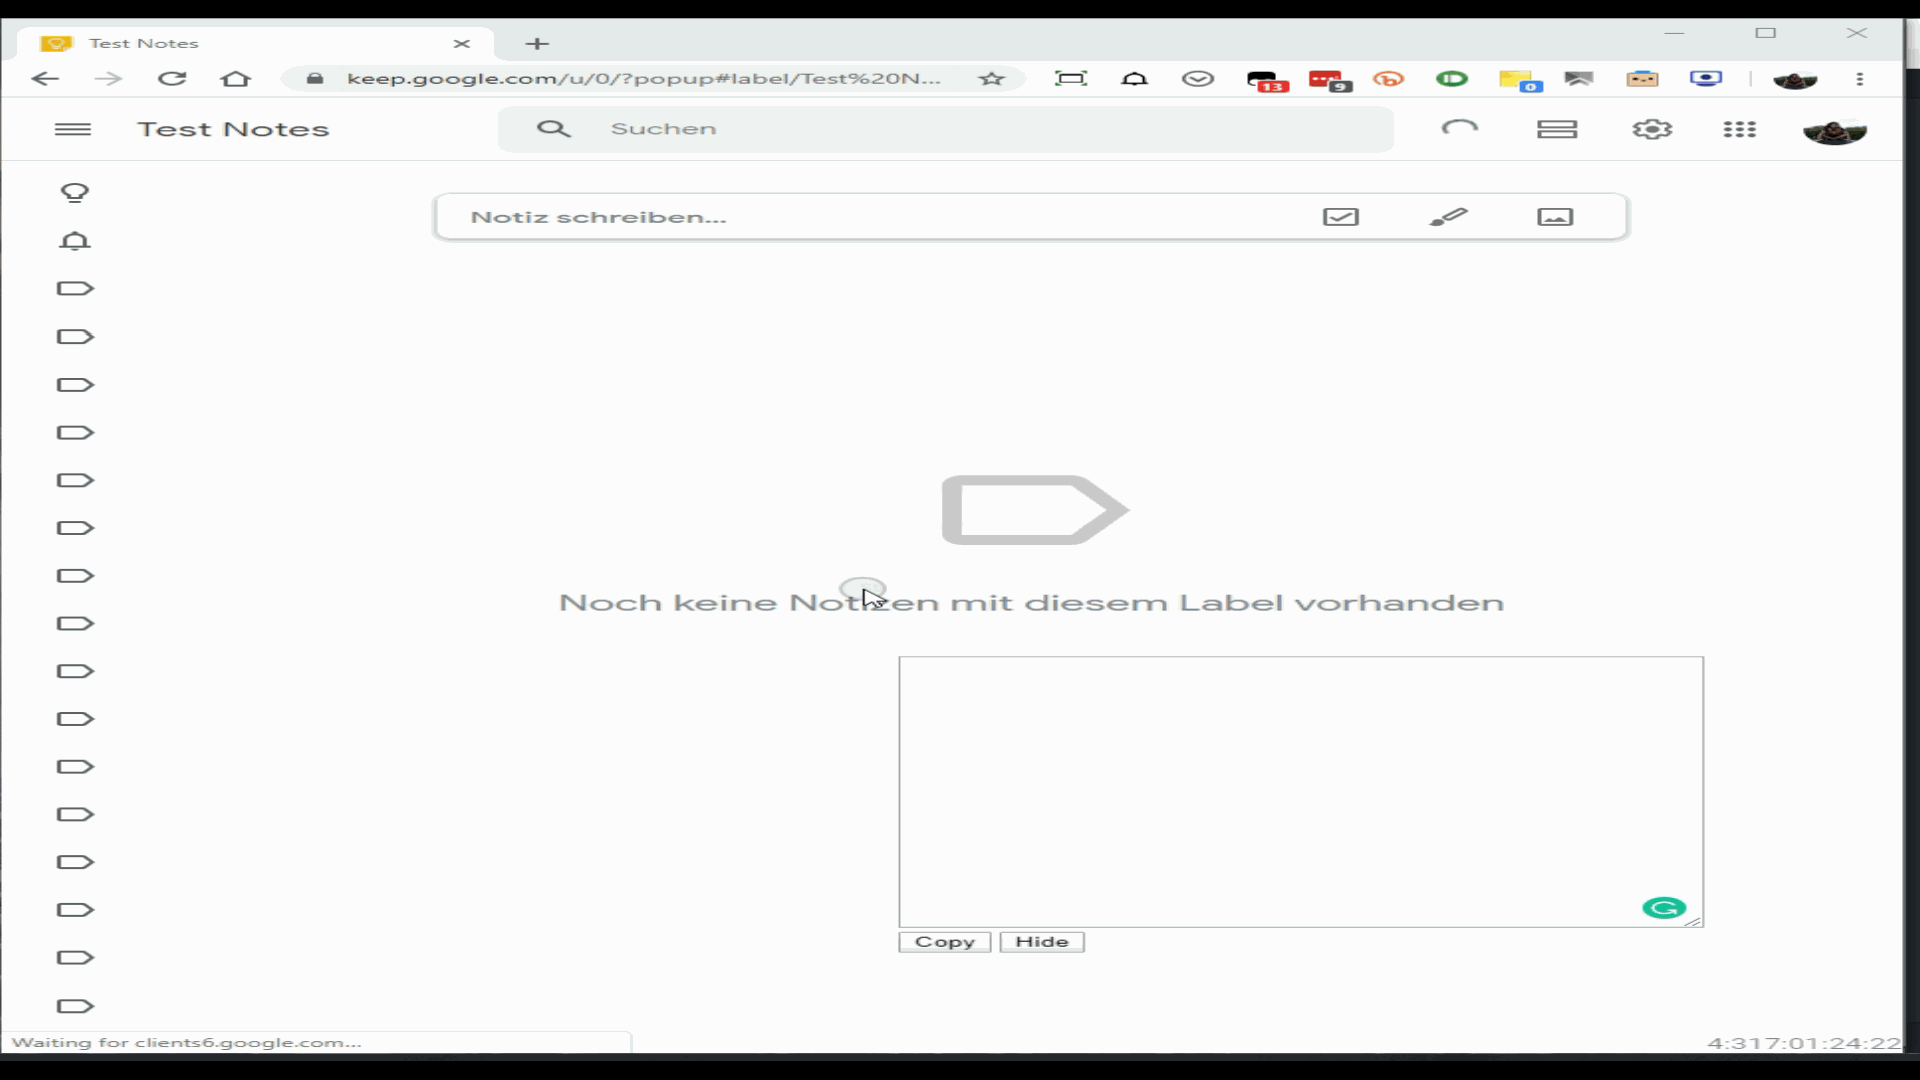 Test Notes
keep.google.com/u/0/?popup#label/Test%20N...
13
9
0
Test Notes
Suchen
Notiz schreiben...
Noch keine Notizen mit diesem Label vorhanden
Copy
Hide
Waiting for clients6.google.com...
4:317:01:24:22